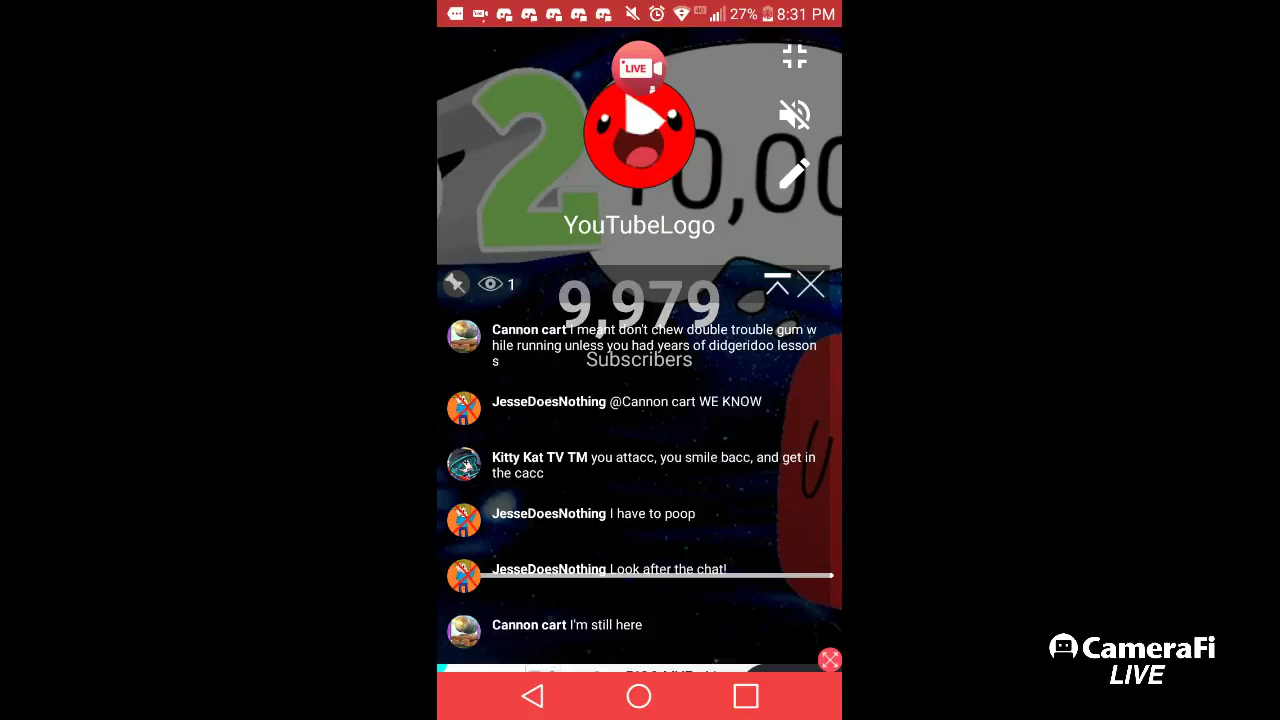 4G 27% 8:31 PM
LIVE
2
10,00
YouTubeLogo
1
9,979
Subscribers
Cannon cart I meant don't chew double trouble gum w
hile running unless you had years of didgeridoo lesson
s
JesseDoesNothing @Cannon cart WE KNOW
Kitty Kat TV TM you attacc, you smile bacc, and get in
the cacc
JesseDoesNothing I have to poop
JesseDoesNothing Look after the chat!
Cannon cart I'm still here
CameraFi
LIVE